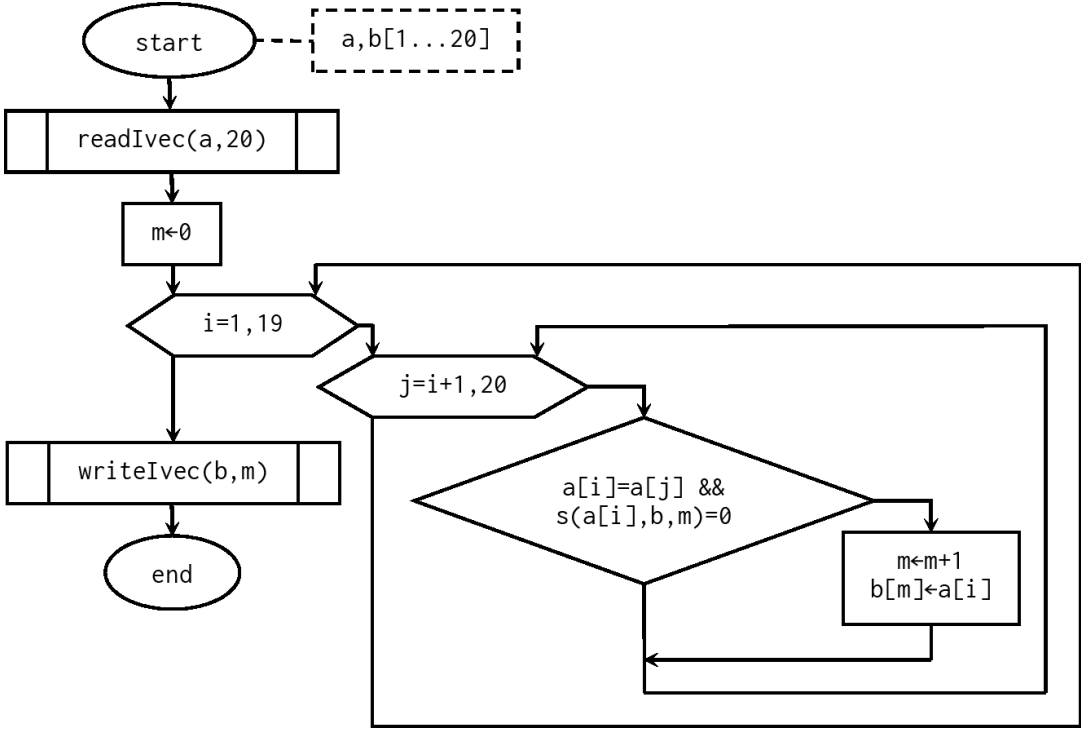 start
a,b[1...20]
readIvec(a,20)
m←0
i=1,19
j=i+1,20
writeIvec(b,m)
a[i]=a[j] &&
s(a[i],b,m)=0
m←m+1
b[m]←a[i]
end